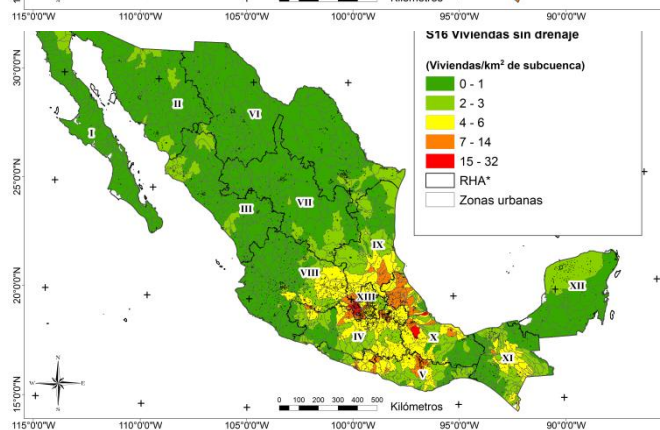 Kilómetros
115°0'0"W 110°0'0"W 105°0'0"W 100°0'0"W 95°0'0"W 90°0'0"W
S16 Viviendas sin drenaje
(Viviendas/km² de subcuenca)
0 - 1
2 - 3
4 - 6
7 - 14
15 - 32
RHA*
Zonas urbanas
30°0'0"N
25°0'0"N
20°0'0"N
15°0'0"N
I
II
VI
VII
III
IX
VIII
XIII
XII
IV
X
XI
V
N
W E
S
0 100 200 300 400 500
Kilómetros
115°0'0"W 110°0'0"W 105°0'0"W 100°0'0"W 95°0'0"W 90°0'0"W